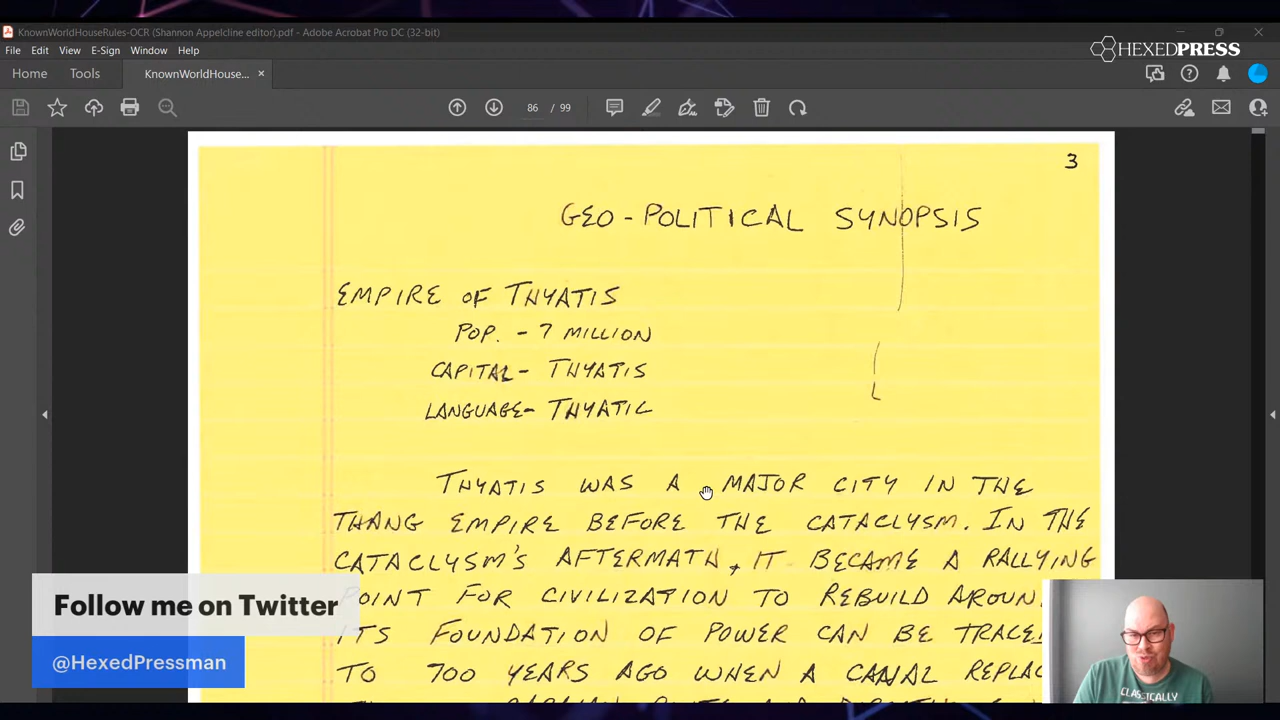 KnownWorldHouseRules-OCR (Shannon Appelcline editor).pdf - Adobe Acrobat Pro DC (32-bit)
File Edit View E-Sign Window Help
HEXEDPRESS
Home Tools KnownWorldHouse... ×
86 / 99
3
GEO-POLITICAL SYNOPSIS
EMPIRE OF THYATIS
POP. - 7 MILLION
CAPITAL- THYATIS
LANGUAGE- THYATIC
THYATIS WAS A MAJOR CITY IN THE
THANG EMPIRE BEFORE THE CATACLYSM. IN THE
CATACLYSM'S AFTERMATH, IT BECAME A RALLYING
POINT FOR CIVILIZATION TO REBUILD AROUN
ITS FOUNDATION OF POWER CAN BE TRACE
TO 700 YEARS AGO WHEN A CANAL REPLAC
Follow me on Twitter
@HexedPressman
CLASSICALLY